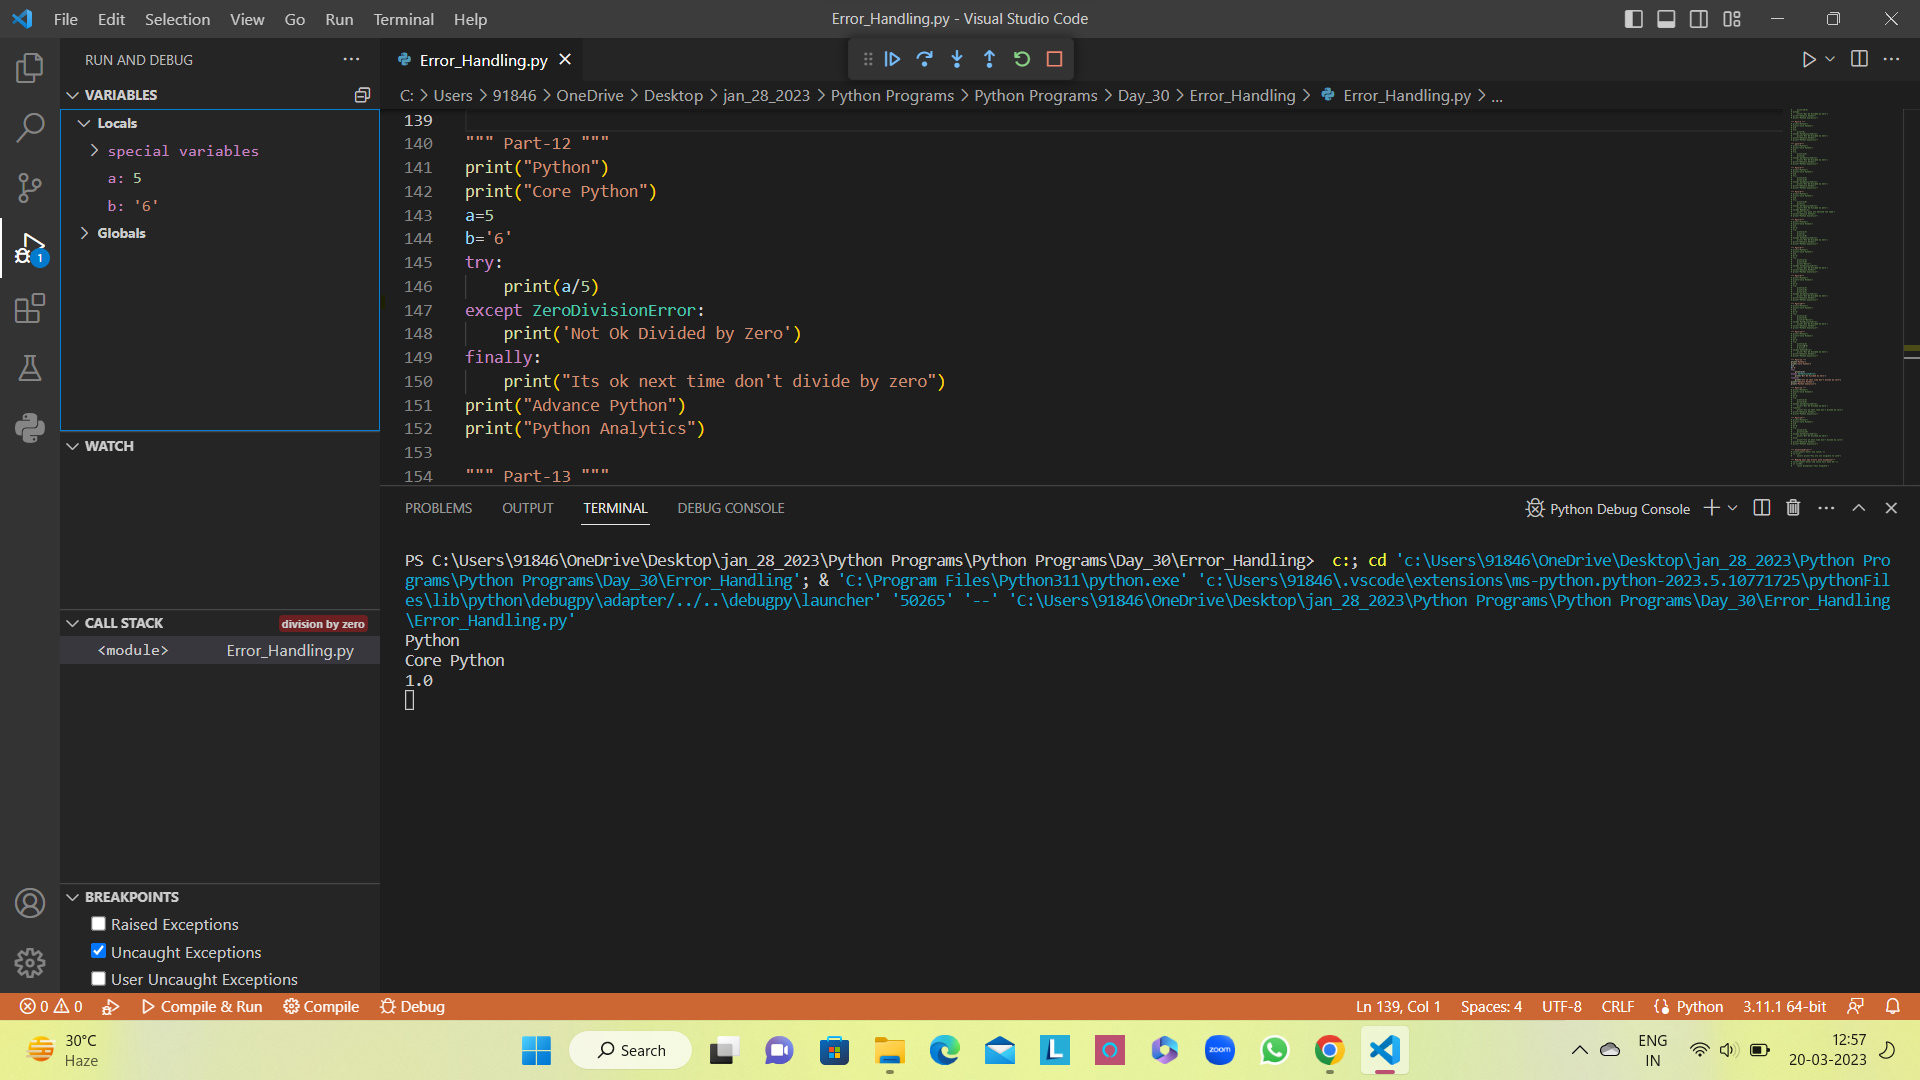 File Edit Selection View Go Run Terminal Help
Error_Handling.py - Visual Studio Code
RUN AND DEBUG
VARIABLES
Locals
special variables
a: 5
b: '6'
Globals
WATCH
CALL STACK division by zero
<module> Error_Handling.py
BREAKPOINTS
Raised Exceptions
Uncaught Exceptions
User Uncaught Exceptions
1
Error_Handling.py
C: > Users > 91846 > OneDrive > Desktop > jan_28_2023 > Python Programs > Python Programs > Day_30 > Error_Handling > Error_Handling.py > ...
139
140 """ Part-12 """
141 print("Python")
142 print("Core Python")
143 a=5
144 b='6'
145 try:
146     print(a/5)
147 except ZeroDivisionError:
148     print('Not Ok Divided by Zero')
149 finally:
150     print("Its ok next time don't divide by zero")
151 print("Advance Python")
152 print("Python Analytics")
153
154 """ Part-13 """
PROBLEMS OUTPUT TERMINAL DEBUG CONSOLE
Python Debug Console
PS C:\Users\91846\OneDrive\Desktop\jan_28_2023\Python Programs\Python Programs\Day_30\Error_Handling>  c:; cd 'c:\Users\91846\OneDrive\Desktop\jan_28_2023\Python Pro
grams\Python Programs\Day_30\Error_Handling'; & 'C:\Program Files\Python311\python.exe' 'c:\Users\91846\.vscode\extensions\ms-python.python-2023.5.10771725\pythonFil
es\lib\python\debugpy\adapter/../..\debugpy\launcher' '50265' '--' 'C:\Users\91846\OneDrive\Desktop\jan_28_2023\Python Programs\Python Programs\Day_30\Error_Handling
\Error_Handling.py'
Python
Core Python
1.0
0 0 Compile & Run Compile Debug
Ln 139, Col 1 Spaces: 4 UTF-8 CRLF Python 3.11.1 64-bit
30°C
Haze
Search
zoom
ENG
IN
12:57
20-03-2023